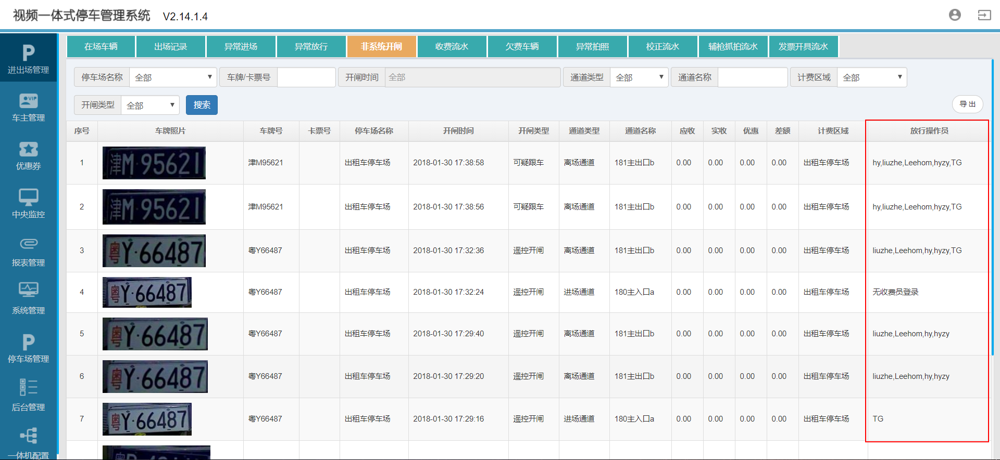 视频一体式停车管理系统 V2.14.1.4
进出场管理
车主管理
优惠券
中央监控
报表管理
系统管理
停车场管理
后台管理
一体机配置
在场车辆 出场记录 异常进场 异常放行 非系统开闸 收费流水 欠费车辆 异常拍照 校正流水 辅枪抓拍流水 发票开具流水
停车场名称 全部 车牌/卡票号 开闸时间 全部 通道类型 全部 通道名称 计费区域 全部
开闸类型 全部 搜索 导出
序号 车牌照片 车牌号 卡票号 停车场名称 开闸时间 开闸类型 通道类型 通道名称 应收 实收 优惠 差额 计费区域 放行操作员
1 津M·95621 津M95621 出租车停车场 2018-01-30 17:38:58 可疑跟车 离场通道 181主出口b 0.00 0.00 0.00 0.00 出租车停车场 hy,liuzhe,Leehom,hyzy,TG
2 津M·95621 津M95621 出租车停车场 2018-01-30 17:38:56 可疑跟车 离场通道 181主出口b 0.00 0.00 0.00 0.00 出租车停车场 hy,liuzhe,Leehom,hyzy,TG
3 粤Y·66487 粤Y66487 出租车停车场 2018-01-30 17:32:36 遥控开闸 离场通道 181主出口b 0.00 0.00 0.00 0.00 出租车停车场 liuzhe,Leehom,hy,hyzy,TG
4 粤Y·66487 粤Y66487 出租车停车场 2018-01-30 17:32:24 遥控开闸 进场通道 180主入口a 0.00 0.00 0.00 0.00 出租车停车场 无收费员登录
5 粤Y·66487 粤Y66487 出租车停车场 2018-01-30 17:29:40 遥控开闸 离场通道 181主出口b 0.00 0.00 0.00 0.00 出租车停车场 liuzhe,Leehom,hy,hyzy
6 粤Y·66487 粤Y66487 出租车停车场 2018-01-30 17:29:20 遥控开闸 离场通道 181主出口b 0.00 0.00 0.00 0.00 出租车停车场 liuzhe,Leehom,hy,hyzy
7 粤Y·66487 粤Y66487 出租车停车场 2018-01-30 17:29:16 遥控开闸 进场通道 180主入口a 0.00 0.00 0.00 0.00 出租车停车场 TG